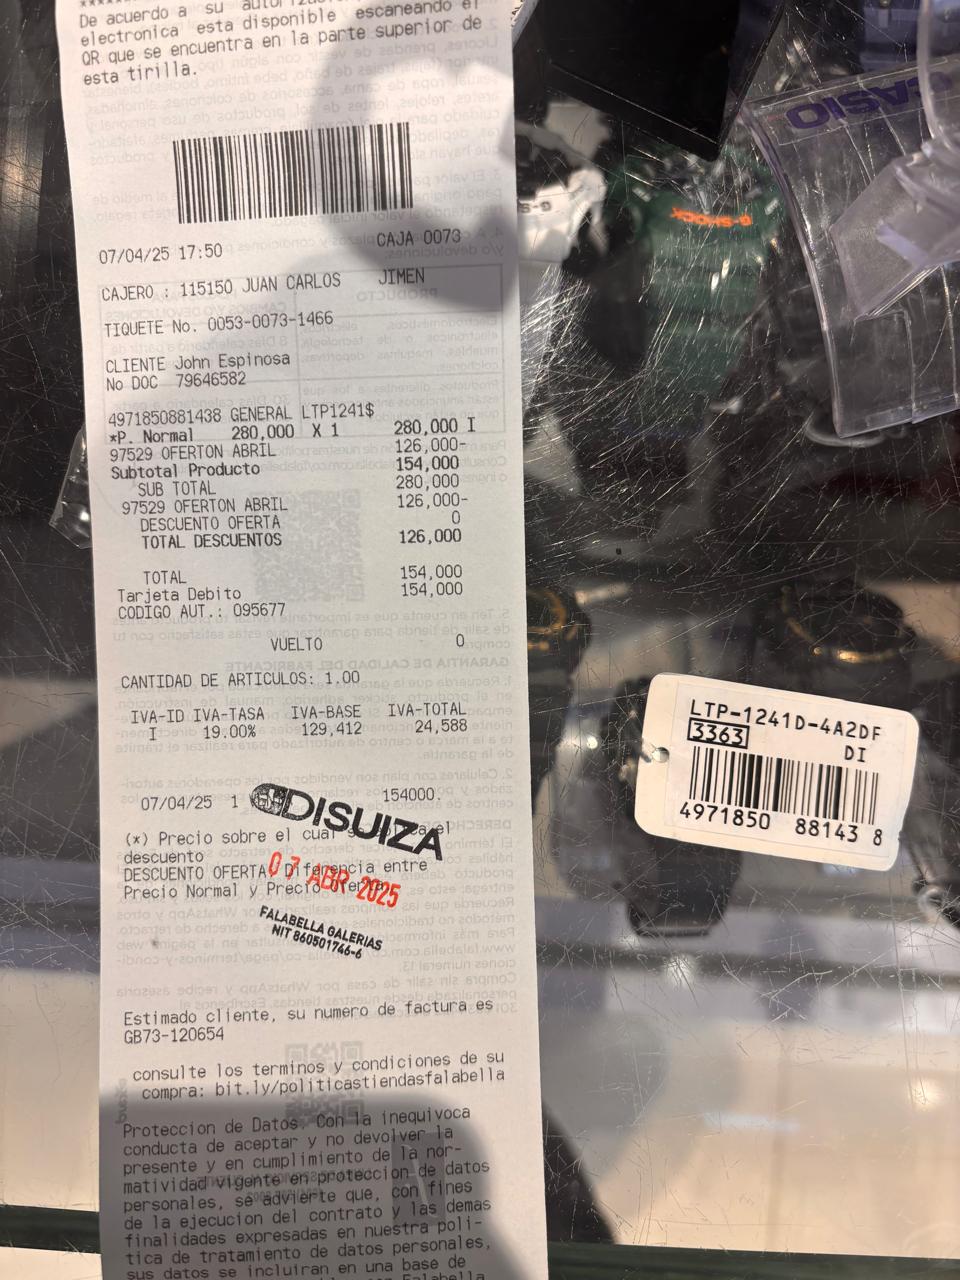 De acuerdo a su
electronica esta disponible escaneando el
QR que se encuentra en la parte superior de
esta tirilla.
07/04/25 17:50 CAJA 0073
CAJERO : 115150 JUAN CARLOS JIMEN
TIQUETE No. 0053-0073-1466
CLIENTE John Espinosa
No DOC 79646582
4971850881438 GENERAL LTP1241$
*P. Normal 280,000 X 1 280,000 I
97529 OFERTON ABRIL 126,000-
Subtotal Producto 154,000
SUB TOTAL 280,000
97529 OFERTON ABRIL 126,000-
DESCUENTO OFERTA 0
TOTAL DESCUENTOS 126,000
TOTAL 154,000
Tarjeta Debito 154,000
CODIGO AUT.: 095677
VUELTO 0
CANTIDAD DE ARTICULOS: 1.00
IVA-ID IVA-TASA IVA-BASE IVA-TOTAL
I 19.00% 129,412 24,588
07/04/25 1 154000.
DISUIZA
(*) Precio sobre el cual el
descuento
DESCUENTO OFERTA: Diferencia entre
Precio Normal y Precio
07 ABR 2025
FALABELLA GALERIAS
NIT 860501746-6
Estimado cliente, su numero de factura es
GB73-120654
consulte los terminos y condiciones de su
compra: bit.ly/politicastiendasfalabella
Proteccion de Datos. Con la inequivoca
conducta de aceptar y no devolver la
presente y en cumplimiento de la nor-
matividad vigente en proteccion de datos
personales, se advierte que, con fines
de la ejecucion del contrato y las demas
finalidades expresadas en nuestra poli-
tica de tratamiento de datos personales,
sus datos se incluiran en una base de
Falabella
CASIO
G-SHOCK
LTP-1241D-4A2DF
3363 DI
4971850 88143 8